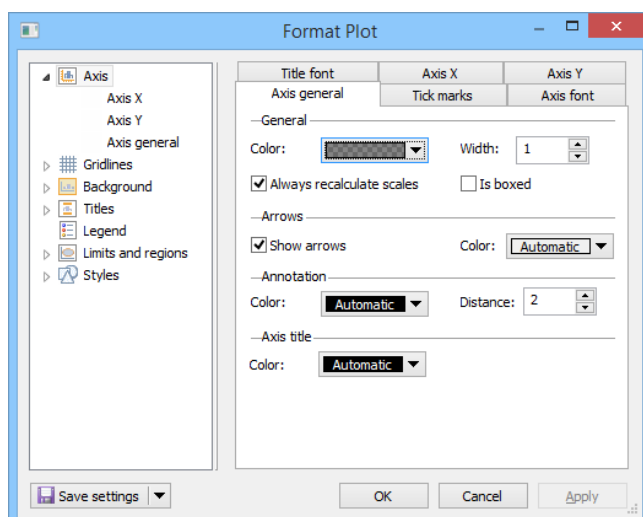 Format Plot
Axis
Axis X
Axis Y
Axis general
Gridlines
Background
Titles
Legend
Limits and regions
Styles
Title font Axis X Axis Y
Axis general Tick marks Axis font
General
Color: Width: 1
Always recalculate scales Is boxed
Arrows
Show arrows Color: Automatic
Annotation
Color: Automatic Distance: 2
Axis title
Color: Automatic
Save settings OK Cancel Apply